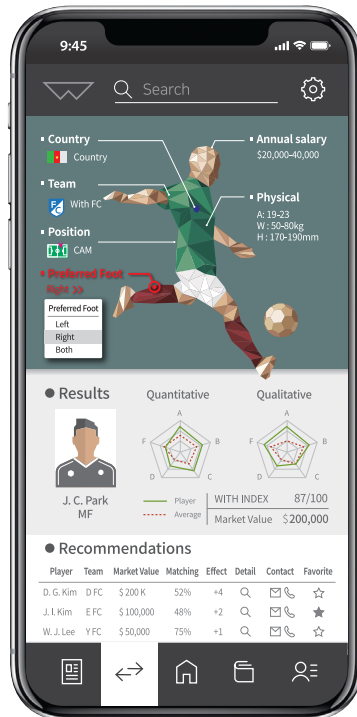 9:45
Search
Country
Country
Team
FC
With FC
Position
CAM
Preferred Foot
Right >>
Preferred Foot
Left
Right
Both
Annual salary
$20,000-40,000
Physical
A: 19-23
W : 50-80kg
H : 170-190mm
Results
Quantitative
Qualitative
A
B
C
D
F
A
B
C
D
F
J. C. Park
MF
Player
Average
WITH INDEX 87/100
Market Value $200,000
Recommendations
Player Team Market Value Matching Effect Detail Contact Favorite
D. G. Kim D FC $ 200 K 52% +4
J. I. Kim E FC $ 100,000 48% +2
W. J. Lee Y FC $ 50,000 75% +1